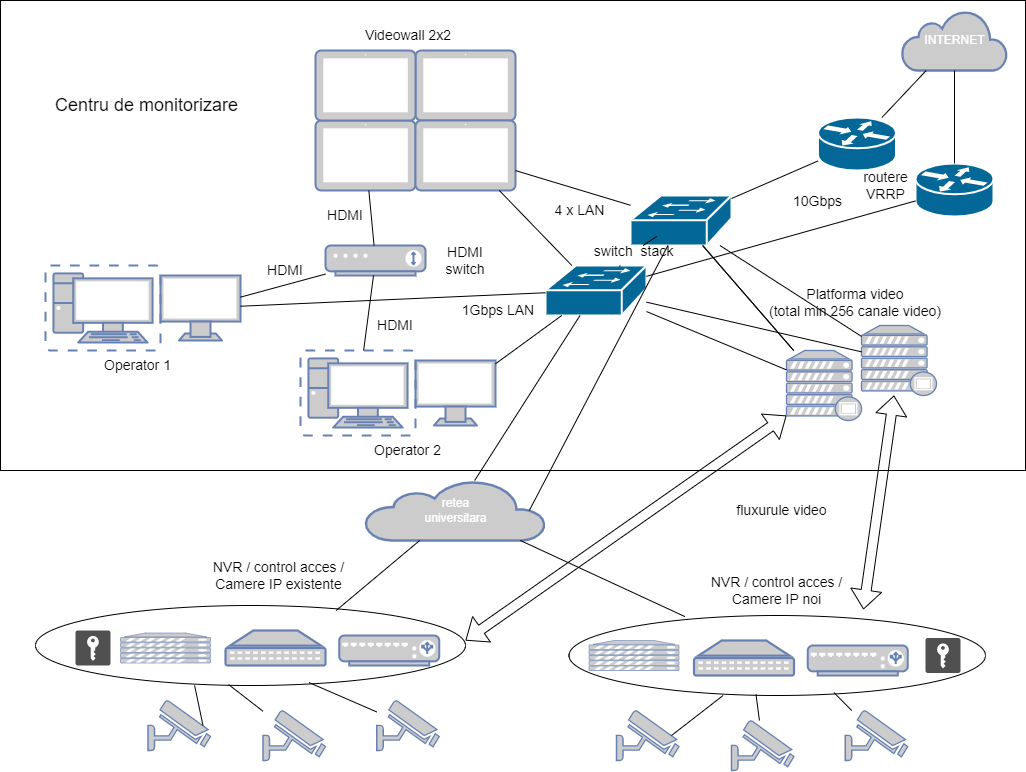 Videowall 2x2
INTERNET
Centru de monitorizare
routere
VRRP
10Gbps
4 x LAN
HDMI
switch stack
HDMI
switch
HDMI
Platforma video
(total min 256 canale video)
1Gbps LAN
HDMI
Operator 1
Operator 2
retea
universitara
fluxurule video
NVR / control acces /
Camere IP existente
NVR / control acces /
Camere IP noi